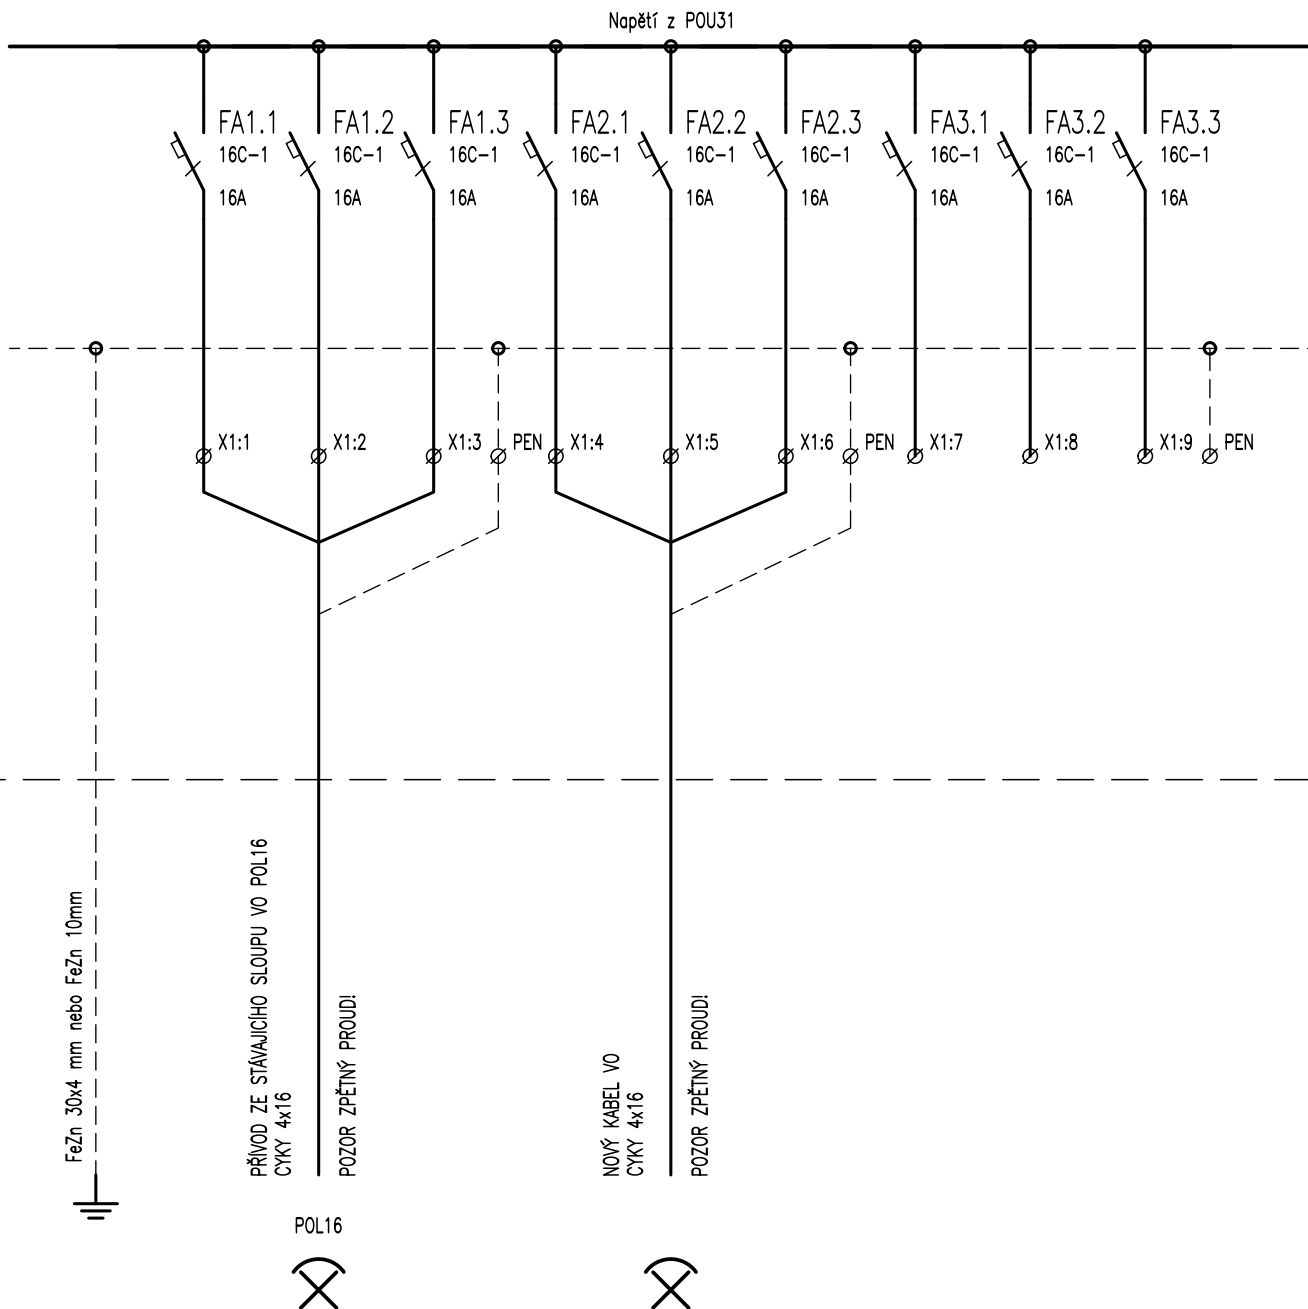 Napětí z POU31
FA1.1
16C-1
16A
FA1.2
16C-1
16A
FA1.3
16C-1
16A
FA2.1
16C-1
16A
FA2.2
16C-1
16A
FA2.3
16C-1
16A
FA3.1
16C-1
16A
FA3.2
16C-1
16A
FA3.3
16C-1
16A
X1:1
X1:2
X1:3
PEN
X1:4
X1:5
X1:6
PEN
X1:7
X1:8
X1:9
PEN
FeZn 30x4 mm nebo FeZn 10mm
PŘÍVOD ZE STÁVAJÍCÍHO SLOUPU VO POL16
CYKY 4x16
POZOR ZPĚTNÝ PROUD!
NOVÝ KABEL VO
CYKY 4x16
POZOR ZPĚTNÝ PROUD!
POL16